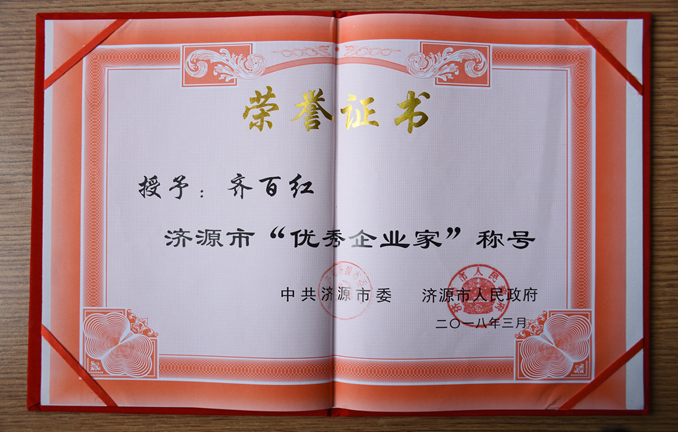 荣誉证书
授予：齐百红
济源市“优秀企业家”称号
中共济源市委 济源市人民政府
二〇一八年三月